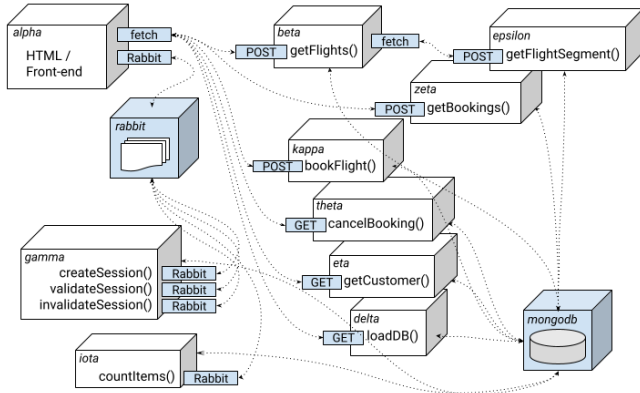 alpha
HTML /
Front-end
fetch
Rabbit
beta
POST
getFlights()
fetch
epsilon
POST
getFlightSegment()
zeta
POST
getBookings()
rabbit
kappa
POST
bookFlight()
theta
GET
cancelBooking()
gamma
createSession()
Rabbit
validateSession()
Rabbit
invalidateSession()
Rabbit
eta
GET
getCustomer()
delta
GET
loadDB()
mongodb
iota
countItems()
Rabbit